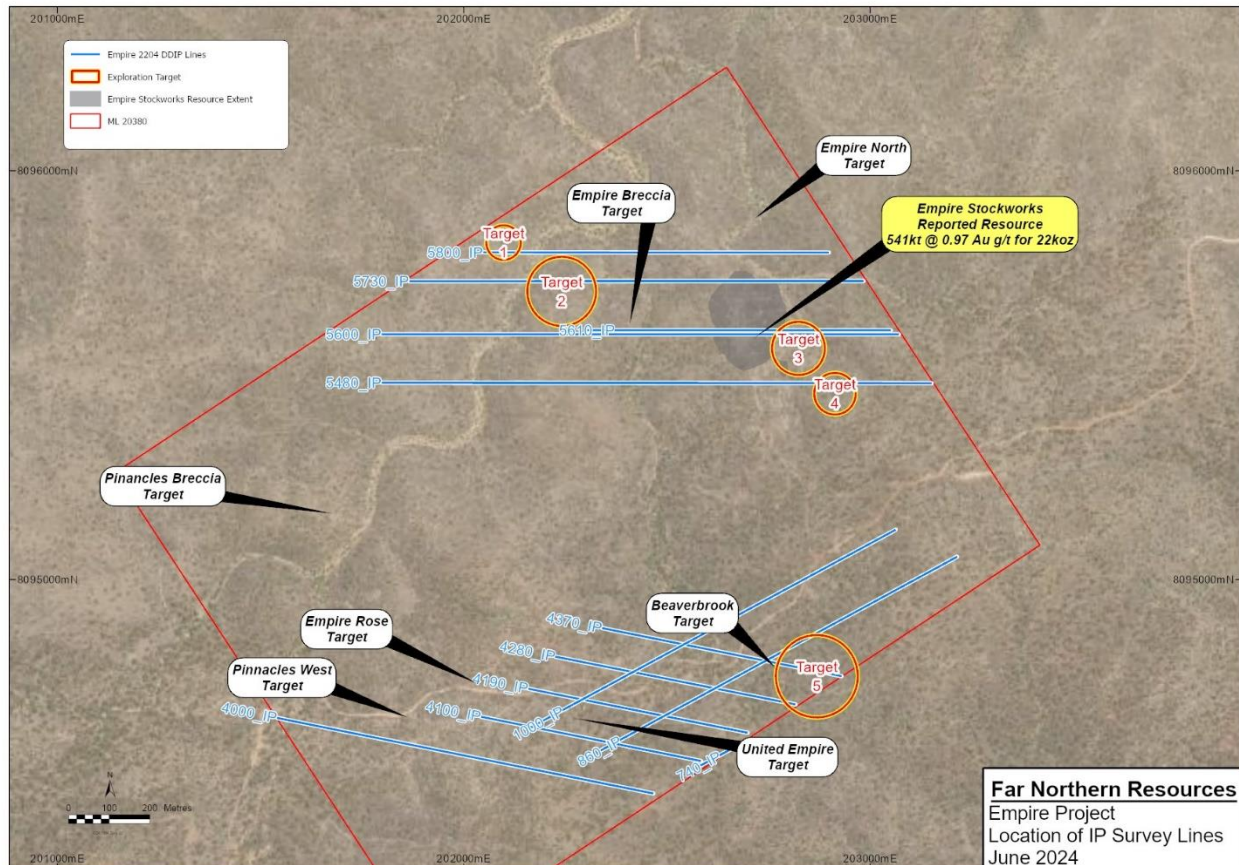 201000mE
202000mE
203000mE
Empire 2204 DDIP Lines
Exploration Target
Empire Stockworks Resource Extent
ML 20380
8096000mN
8096000mN
Empire North
Target
Empire Breccia
Target
Empire Stockworks
Reported Resource
541kt @ 0.97 Au g/t for 22koz
Target
1
5800_IP
5730_IP
Target
2
5600_IP
5610_IP
Target
3
5480_IP
Target
4
Pinancles Breccia
Target
8095000mN
8095000mN
Empire Rose
Target
Beaverbrook
Target
4370_IP
4280_IP
Pinnacles West
Target
4190_IP
Target
5
4000_IP
4100_IP
1000_IP
860_IP
740_IP
United Empire
Target
N
0 100 200 Metres
Far Northern Resources
Empire Project
Location of IP Survey Lines
June 2024
201000mE
202000mE
203000mE